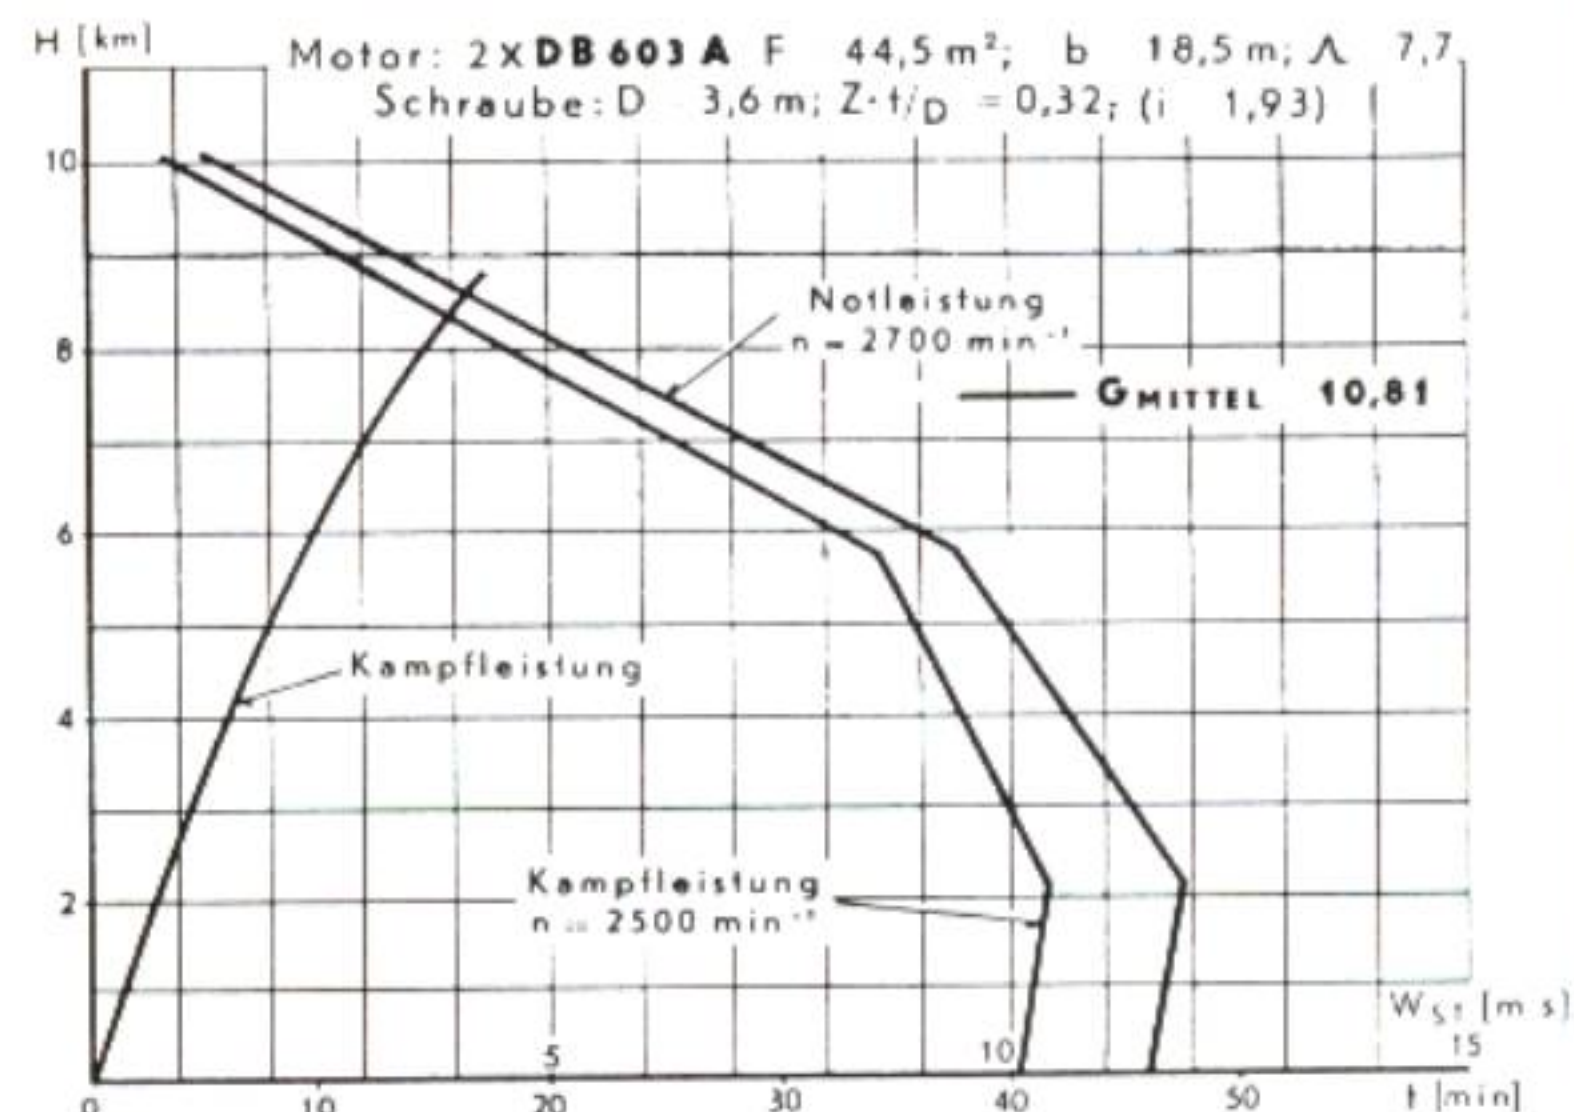 H [km]
Motor: 2X DB 603 A F 44,5 m²; b 18,5 m; Λ 7,7
Schraube: D 3,6 m; Z·t/D = 0,32; (i 1,93)
10
8
6
4
2
Notleistung
n = 2700 min⁻¹
GMITTEL 10,81
Kampfleistung
Kampfleistung
n = 2500 min⁻¹
WSt [m s]
5 10 15
0 10 20 30 40 50 t [min]